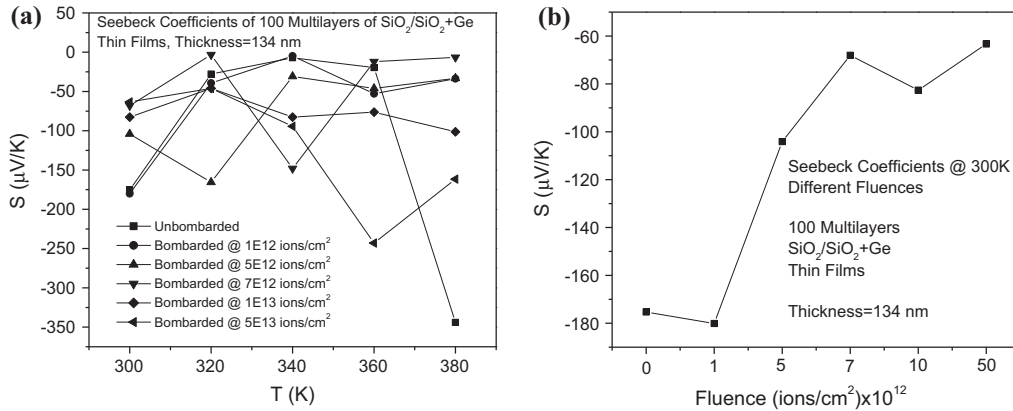 (a)
Seebeck Coefficients of 100 Multilayers of SiO2/SiO2+Ge
Thin Films, Thickness=134 nm
50
0
-50
-100
-150
-200
-250
-300
-350
S (μV/K)
Unbombarded
Bombarded @ 1E12 ions/cm2
Bombarded @ 5E12 ions/cm2
Bombarded @ 7E12 ions/cm2
Bombarded @ 1E13 ions/cm2
Bombarded @ 5E13 ions/cm2
300 320 340 360 380
T (K)
(b)
-60
-80
-100
-120
-140
-160
-180
S (μV/K)
Seebeck Coefficients @ 300K
Different Fluences
100 Multilayers
SiO2/SiO2+Ge
Thin Films
Thickness=134 nm
0 1 5 7 10 50
Fluence (ions/cm2)x10^12